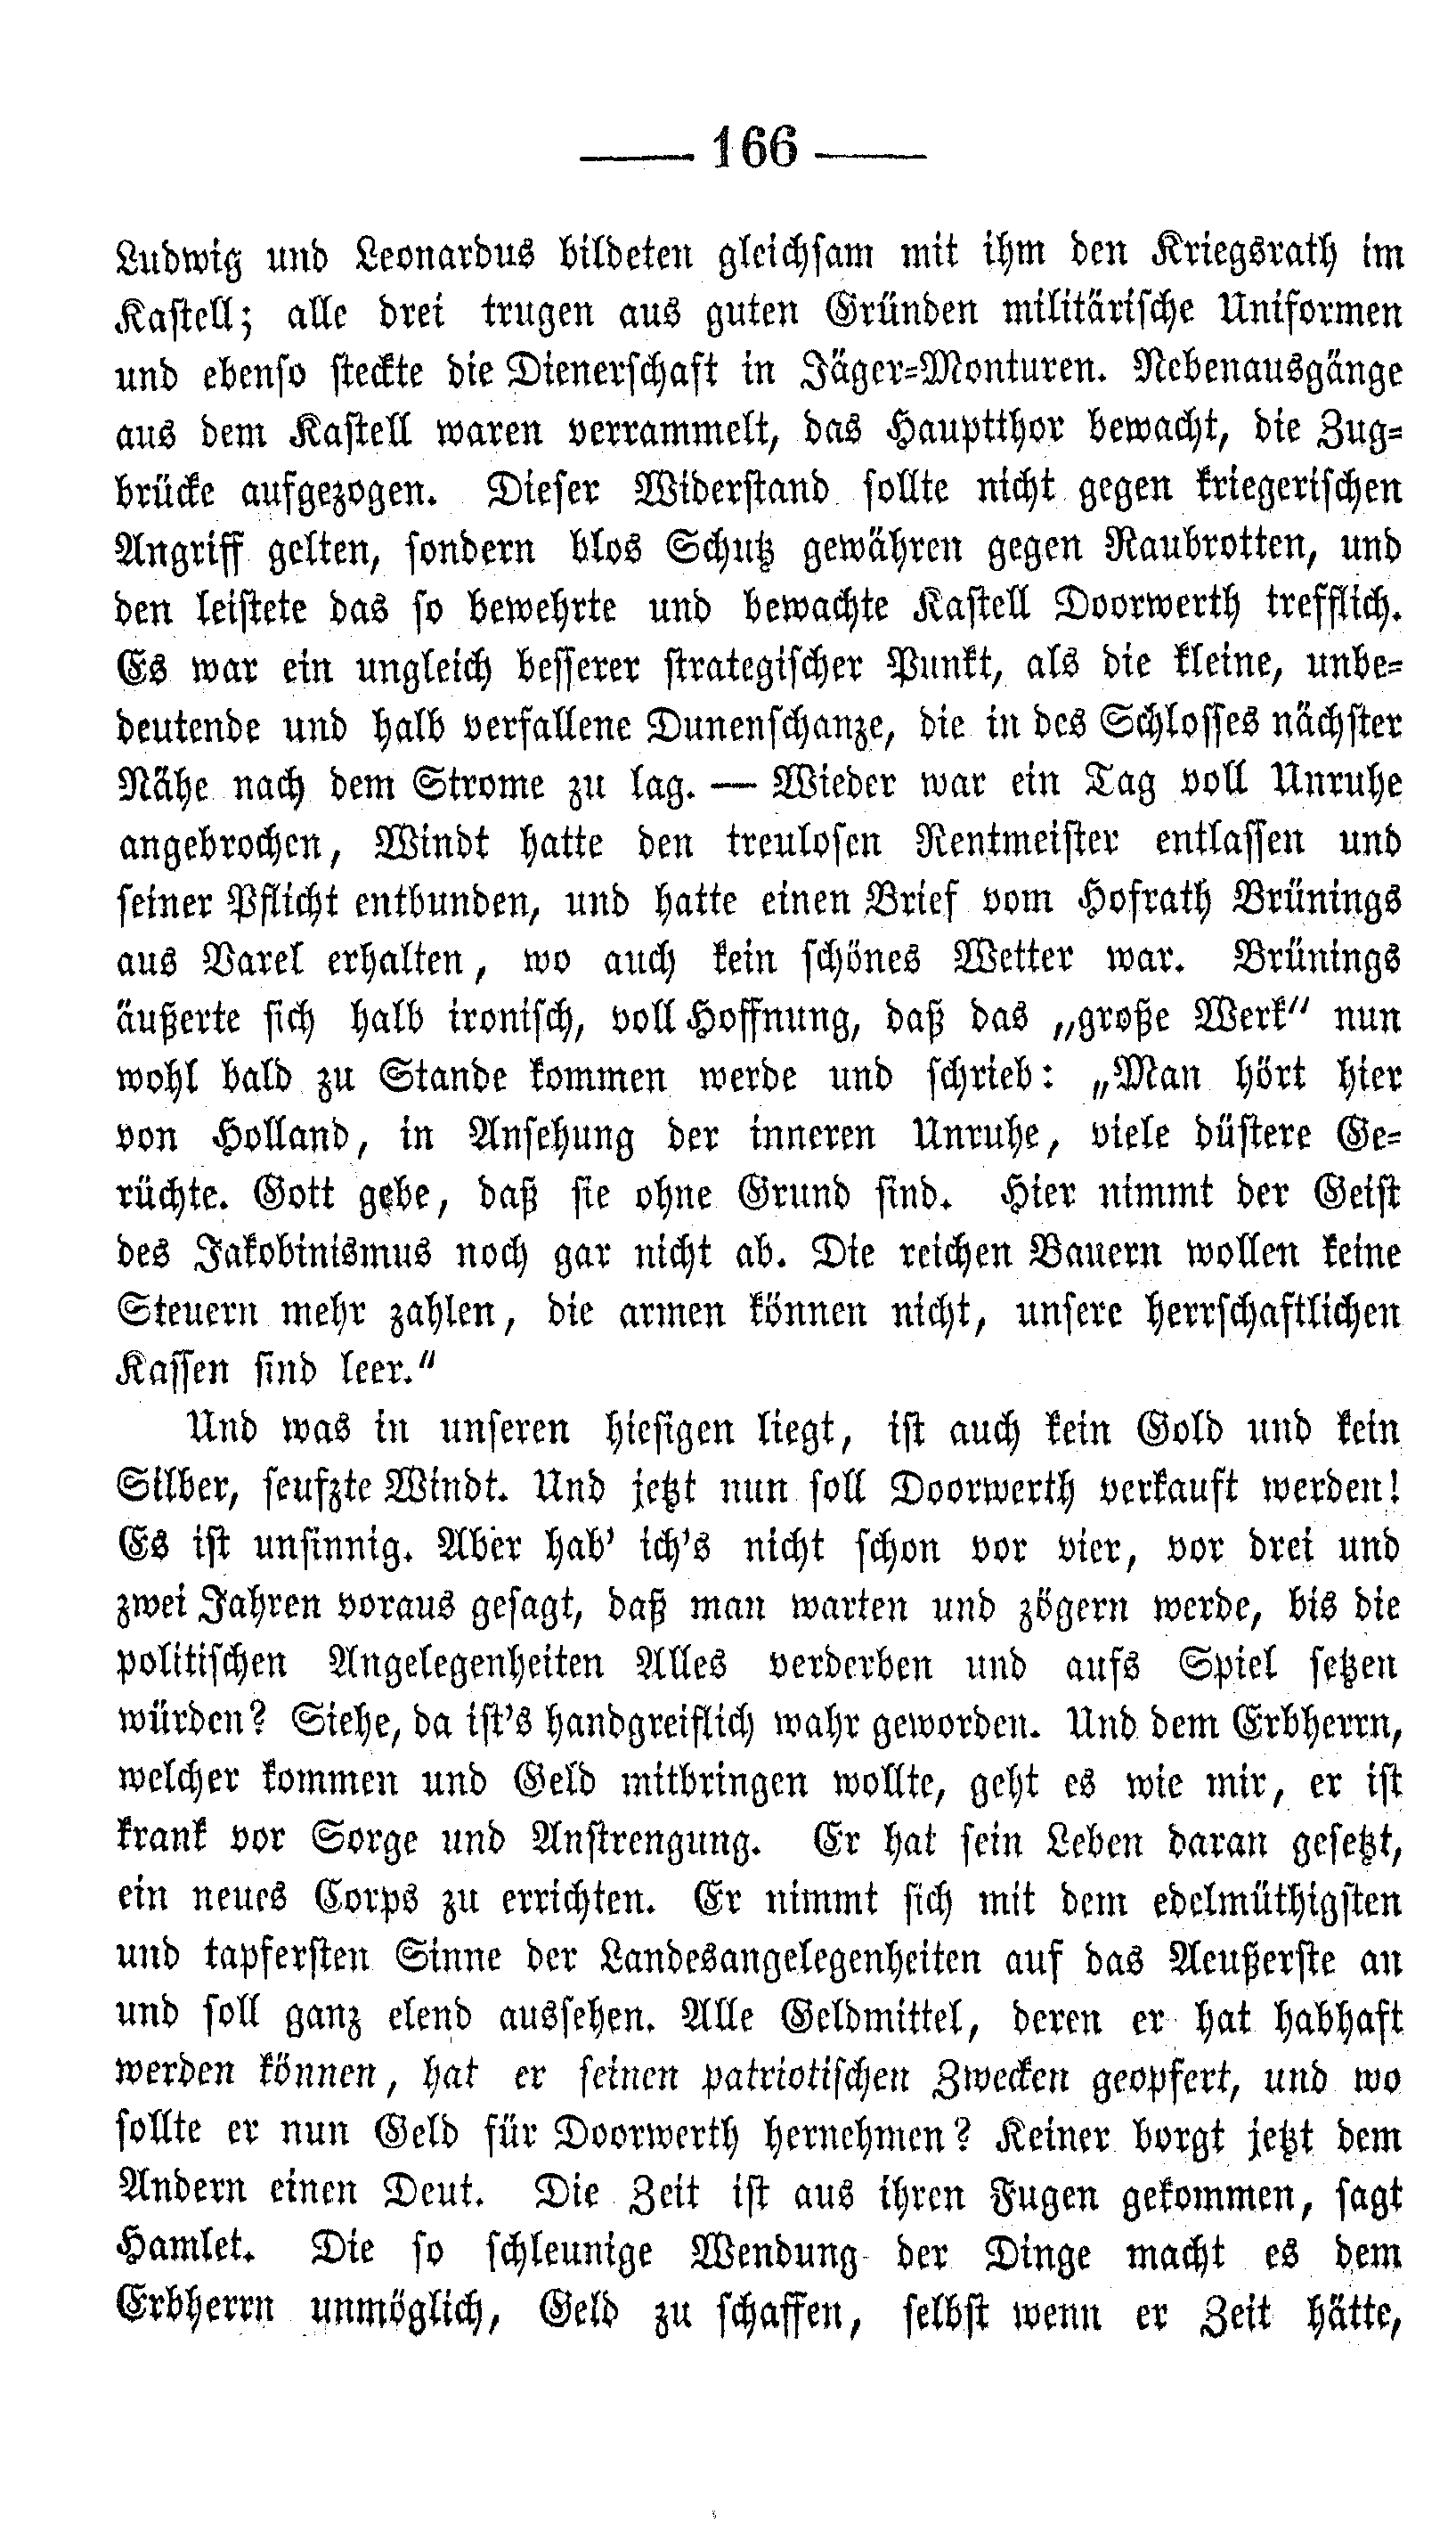 —— 166 ——
Ludwig und Leonardus bildeten gleichsam mit ihm den Kriegsrath im
Kastell; alle drei trugen aus guten Gründen militärische Uniformen
und ebenso steckte die Dienerschaft in Jäger-Monturen. Nebenausgänge
aus dem Kastell waren verrammelt, das Hauptthor bewacht, die Zug-
brücke aufgezogen. Dieser Widerstand sollte nicht gegen kriegerischen
Angriff gelten, sondern blos Schutz gewähren gegen Raubrotten, und
den leistete das so bewehrte und bewachte Kastell Doorwerth trefflich.
Es war ein ungleich besserer strategischer Punkt, als die kleine, unbe-
deutende und halb verfallene Dunenschanze, die in des Schlosses nächster
Nähe nach dem Strome zu lag. — Wieder war ein Tag voll Unruhe
angebrochen, Windt hatte den treulosen Rentmeister entlassen und
seiner Pflicht entbunden, und hatte einen Brief vom Hofrath Brünings
aus Varel erhalten, wo auch kein schönes Wetter war. Brünings
äußerte sich halb ironisch, voll Hoffnung, daß das „große Werk“ nun
wohl bald zu Stande kommen werde und schrieb: „Man hört hier
von Holland, in Ansehung der inneren Unruhe, viele düstere Ge-
rüchte. Gott gebe, daß sie ohne Grund sind. Hier nimmt der Geist
des Jakobinismus noch gar nicht ab. Die reichen Bauern wollen keine
Steuern mehr zahlen, die armen können nicht, unsere herrschaftlichen
Kassen sind leer.“
Und was in unseren hiesigen liegt, ist auch kein Gold und kein
Silber, seufzte Windt. Und jetzt nun soll Doorwerth verkauft werden!
Es ist unsinnig. Aber hab' ich's nicht schon vor vier, vor drei und
zwei Jahren voraus gesagt, daß man warten und zögern werde, bis die
politischen Angelegenheiten Alles verderben und aufs Spiel setzen
würden? Siehe, da ist's handgreiflich wahr geworden. Und dem Erbherrn,
welcher kommen und Geld mitbringen wollte, geht es wie mir, er ist
krank vor Sorge und Anstrengung. Er hat sein Leben daran gesetzt,
ein neues Corps zu errichten. Er nimmt sich mit dem edelmüthigsten
und tapfersten Sinne der Landesangelegenheiten auf das Aeußerste an
und soll ganz elend aussehen. Alle Geldmittel, deren er hat habhaft
werden können, hat er seinen patriotischen Zwecken geopfert, und wo
sollte er nun Geld für Doorwerth hernehmen? Keiner borgt jetzt dem
Andern einen Deut. Die Zeit ist aus ihren Fugen gekommen, sagt
Hamlet. Die so schleunige Wendung der Dinge macht es dem
Erbherrn unmöglich, Geld zu schaffen, selbst wenn er Zeit hätte,